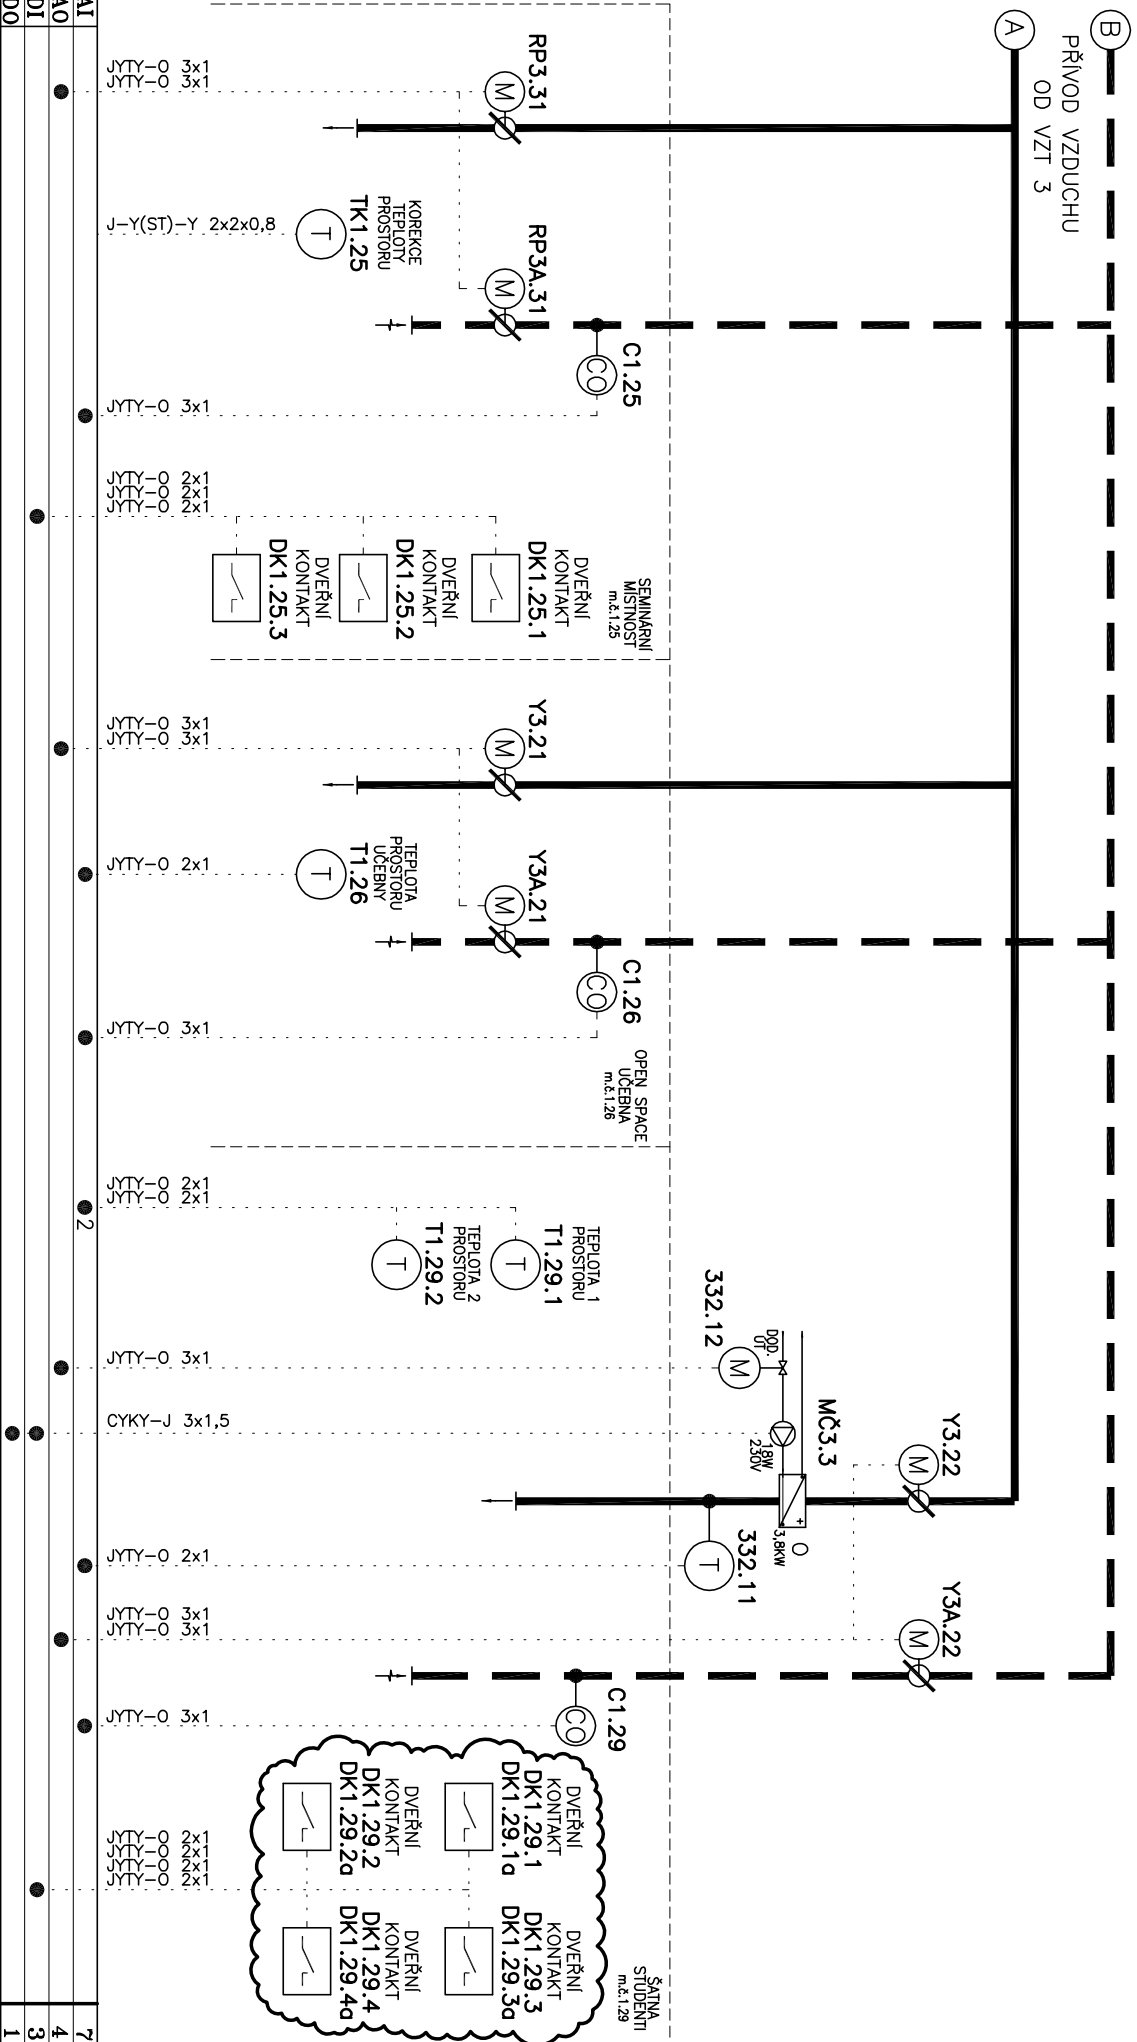 B
A
PŘÍVOD VZDUCHU
OD VZT 3
RP3.31
M
RP3A.31
M
KOREKCE
TEPLOTY
PROSTORU
TK1.25
T
C1.25
CO
DVEŘNÍ
KONTAKT
DK1.25.1
DVEŘNÍ
KONTAKT
DK1.25.2
DVEŘNÍ
KONTAKT
DK1.25.3
SEMINÁRNÍ
MÍSTNOST
m.č.1.25
Y3.21
M
Y3A.21
M
TEPLOTA
PROSTORU
UČEBNY
T1.26
T
C1.26
CO
OPEN SPACE
UČEBNA
m.č.1.26
TEPLOTA 1
PROSTORU
T1.29.1
T
TEPLOTA 2
PROSTORU
T1.29.2
T
332.12
M
DOD.
ÚT
MČ3.3
18W
230V
+
O
3,8KW
332.11
T
Y3.22
M
Y3A.22
M
C1.29
CO
DVEŘNÍ
KONTAKT
DK1.29.1
DK1.29.1a
DVEŘNÍ
KONTAKT
DK1.29.3
DK1.29.3a
DVEŘNÍ
KONTAKT
DK1.29.2
DK1.29.2a
DVEŘNÍ
KONTAKT
DK1.29.4
DK1.29.4a
ŠATNA
STUDENTI
m.č.1.29
JYTY-O 3x1
JYTY-O 3x1
J-Y(ST)-Y 2x2x0,8
JYTY-O 3x1
JYTY-O 2x1
JYTY-O 2x1
JYTY-O 2x1
JYTY-O 3x1
JYTY-O 3x1
JYTY-O 2x1
JYTY-O 3x1
JYTY-O 2x1
JYTY-O 2x1
JYTY-O 3x1
CYKY-J 3x1,5
JYTY-O 2x1
JYTY-O 3x1
JYTY-O 3x1
JYTY-O 3x1
JYTY-O 2x1
JYTY-O 2x1
JYTY-O 2x1
JYTY-O 2x1
AI 2 7
AO 4
DI 3
DO 1